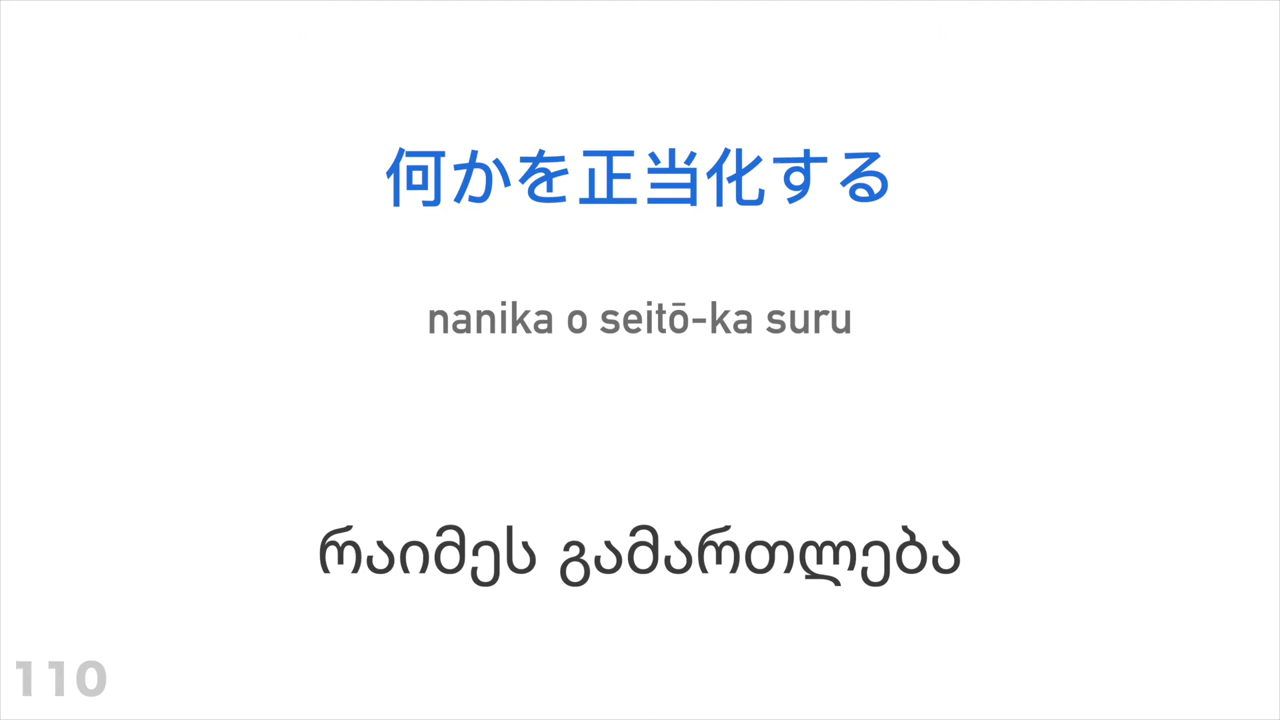 何かを正当化する
nanika o seitō-ka suru
რაიმეს გამართლება
110